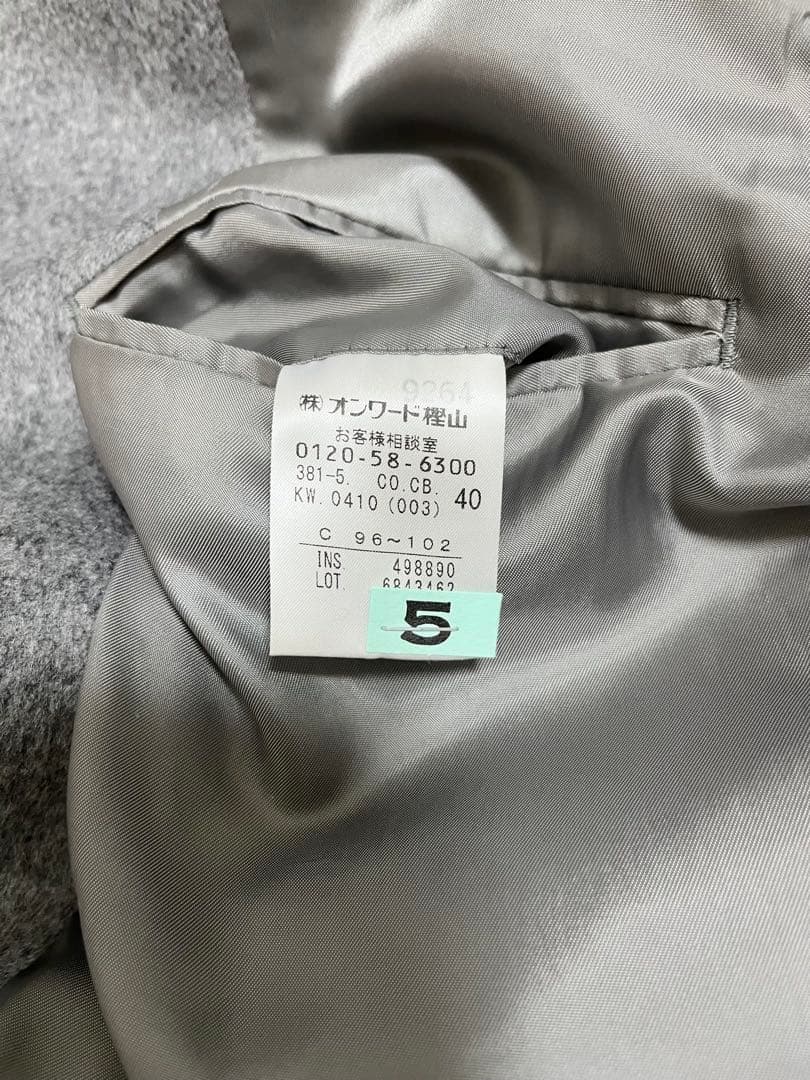 9264
(株)オンワード樫山
お客様相談室
0120-58-6300
381-5. CO.CB. 40
KW. 0410 (003)
C 96~102
INS 498890
LOT. 6843462
5